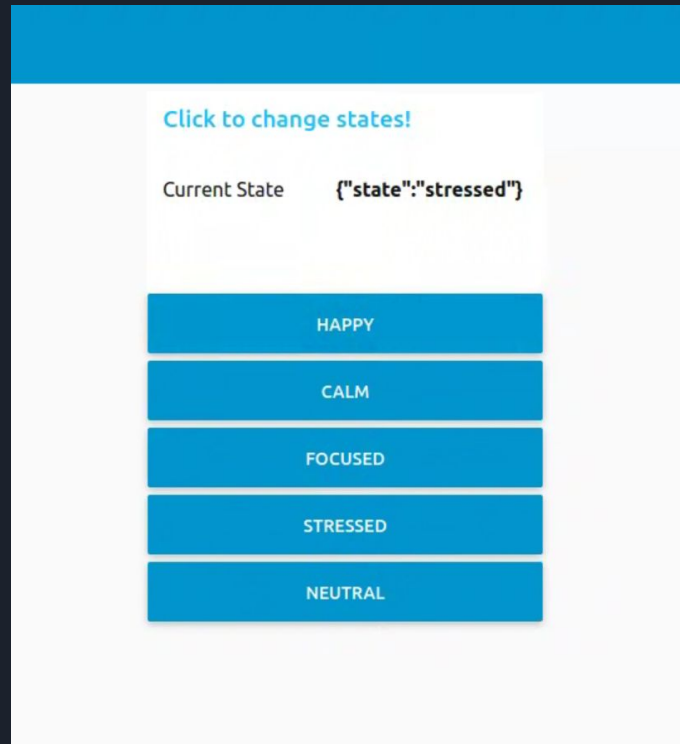 Click to change states!
Current State {"state":"stressed"}
HAPPY
CALM
FOCUSED
STRESSED
NEUTRAL